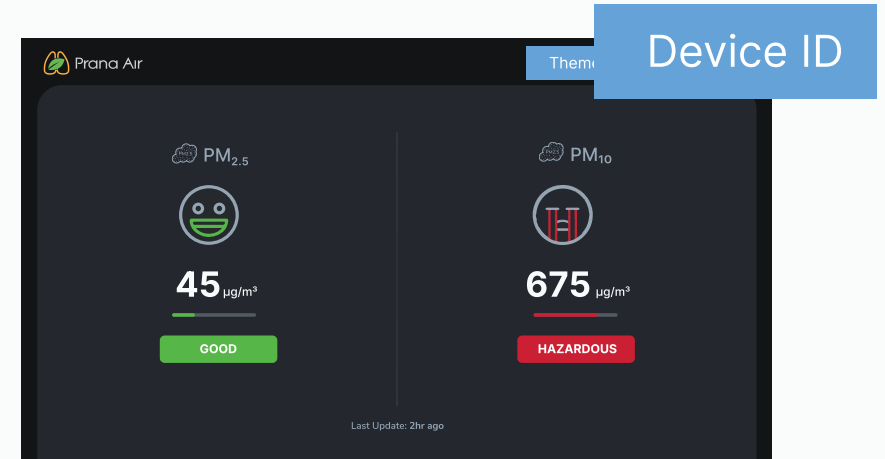 Prana Air
Theme
Device ID
PM2.5
PM10
45 µg/m³
675 µg/m³
GOOD
HAZARDOUS
Last Update: 2hr ago